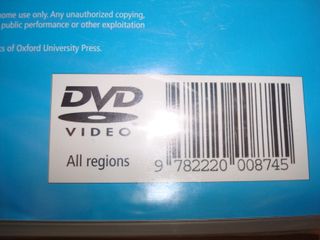 home use only. Any unauthorized copying,
public performance or other exploitation
s of Oxford University Press.
DVD
VIDEO
All regions
9 782220 008745